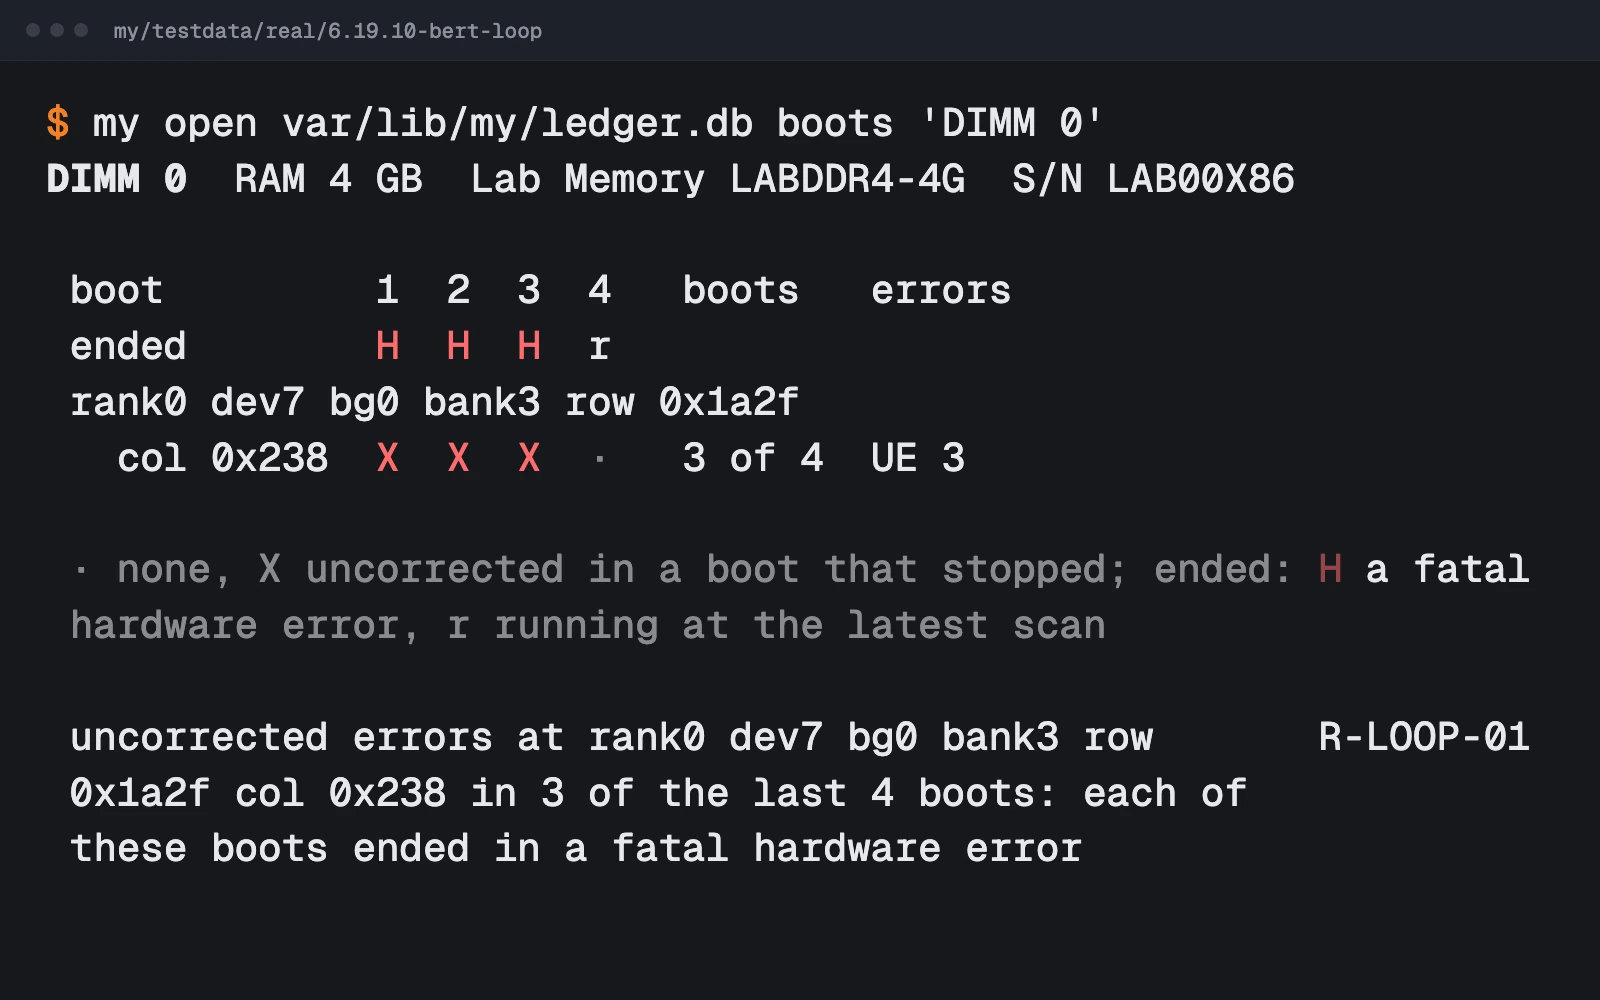 my/testdata/real/6.19.10-bert-loop
$ my open var/lib/my/ledger.db boots 'DIMM 0'
DIMM 0  RAM 4 GB  Lab Memory LABDDR4-4G  S/N LAB00X86
boot         1  2  3  4   boots   errors
ended        H  H  H  r
rank0 dev7 bg0 bank3 row 0x1a2f
  col 0x238  X  X  X  ·   3 of 4  UE 3
· none, X uncorrected in a boot that stopped; ended: H a fatal
hardware error, r running at the latest scan
uncorrected errors at rank0 dev7 bg0 bank3 row       R-LOOP-01
0x1a2f col 0x238 in 3 of the last 4 boots: each of
these boots ended in a fatal hardware error